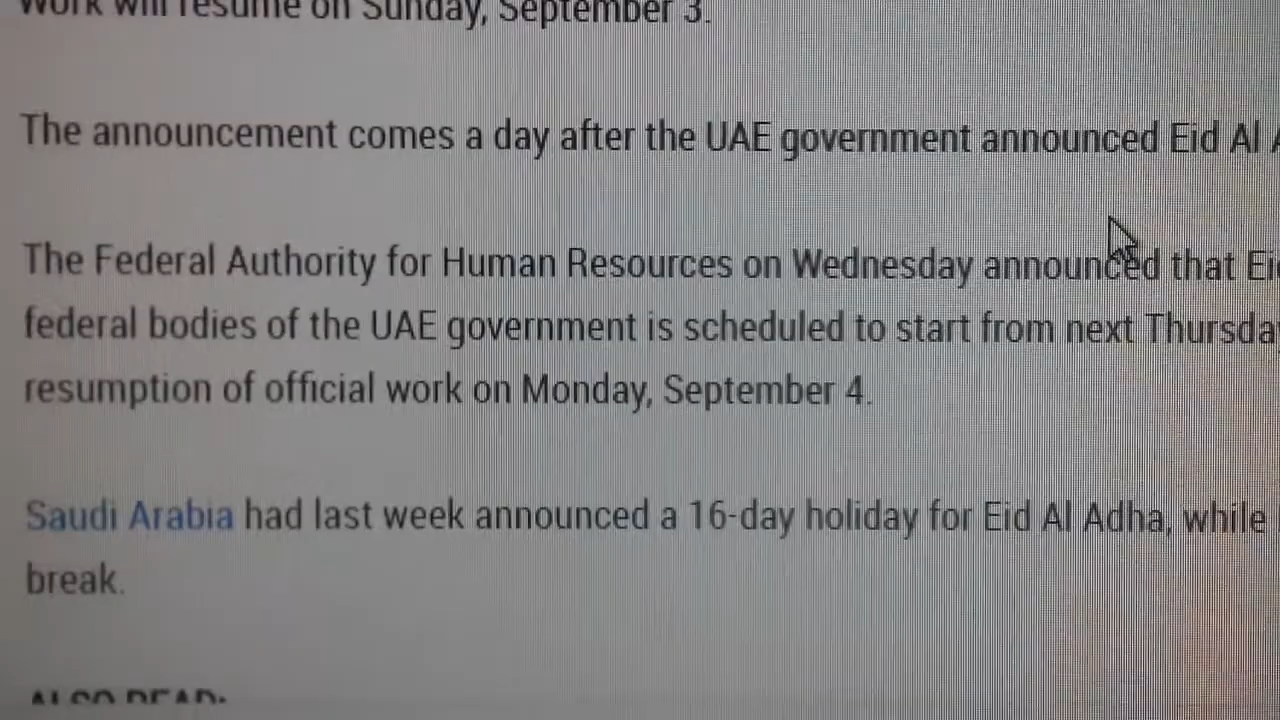 Work will resume on Sunday, September 3.
The announcement comes a day after the UAE government announced Eid Al
The Federal Authority for Human Resources on Wednesday announced that
federal bodies of the UAE government is scheduled to start from next
resumption of official work on Monday, September 4.
Saudi Arabia had last week announced a 16-day holiday for Eid Al Adha, while
break.
ALSO READ: